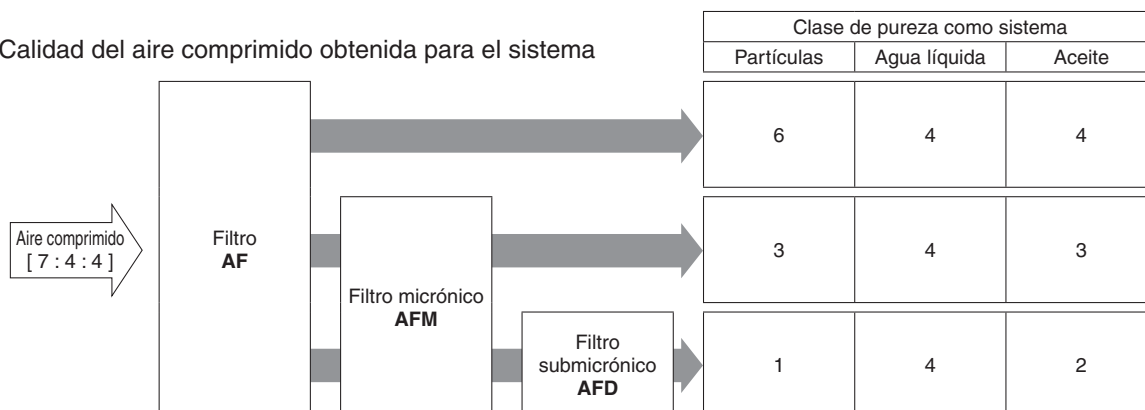 Calidad del aire comprimido obtenida para el sistema
Clase de pureza como sistema
Partículas Agua líquida Aceite
6 4 4
Aire comprimido
[ 7 : 4 : 4 ]
Filtro
AF
3 4 3
Filtro micrónico
AFM
Filtro
submicrónico
AFD
1 4 2